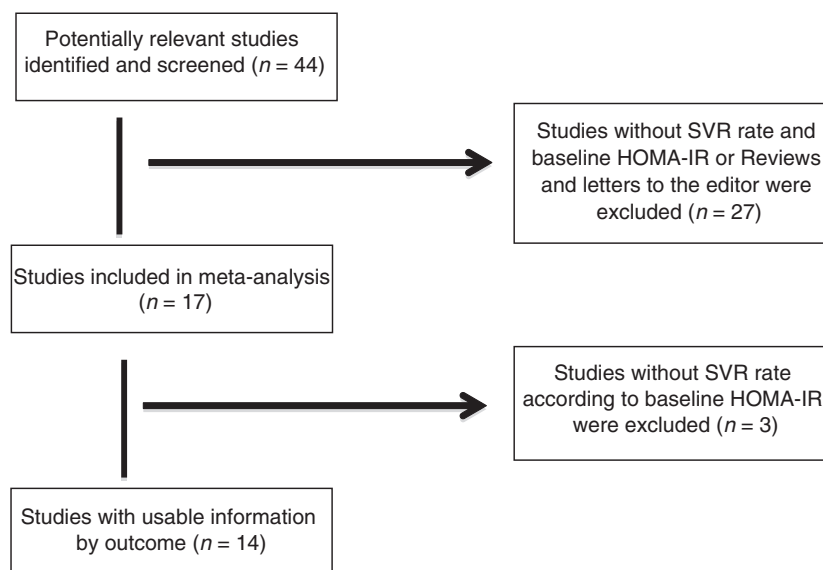 Potentially relevant studies
identified and screened (n = 44)
Studies without SVR rate and
baseline HOMA-IR or Reviews
and letters to the editor were
excluded (n = 27)
Studies included in meta-analysis
(n = 17)
Studies without SVR rate
according to baseline HOMA-IR
were excluded (n = 3)
Studies with usable information
by outcome (n = 14)